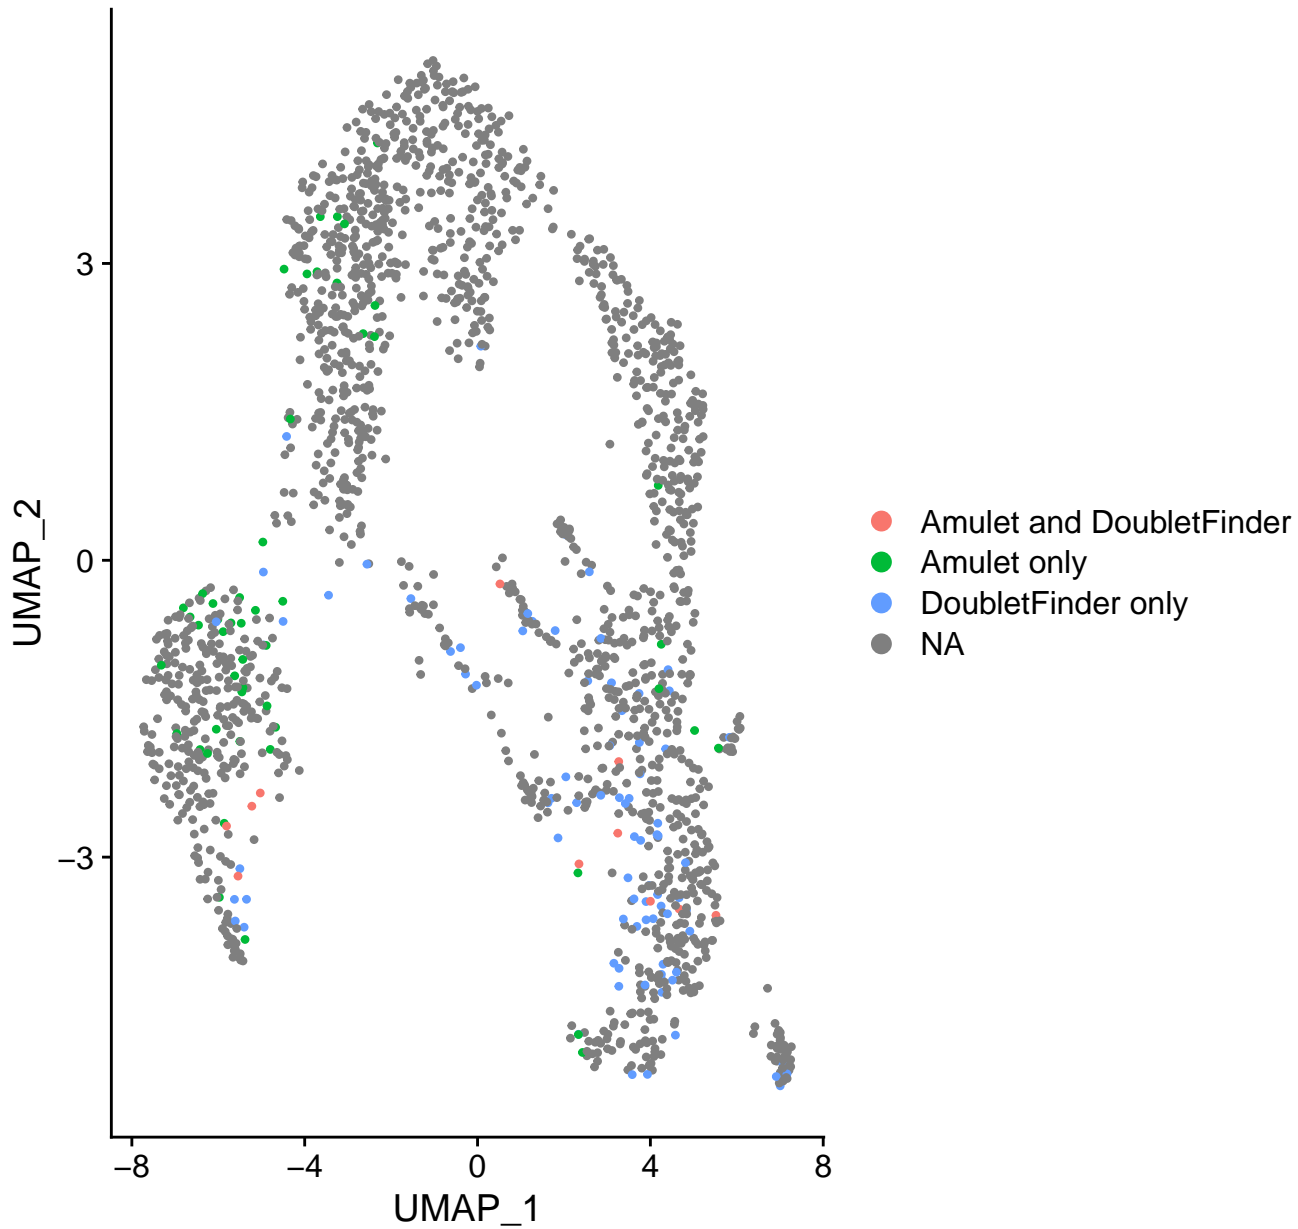 3
0
−3
−8
−4
0
4
8
UMAP_1
UMAP_2
Amulet and DoubletFinder
Amulet only
DoubletFinder only
NA